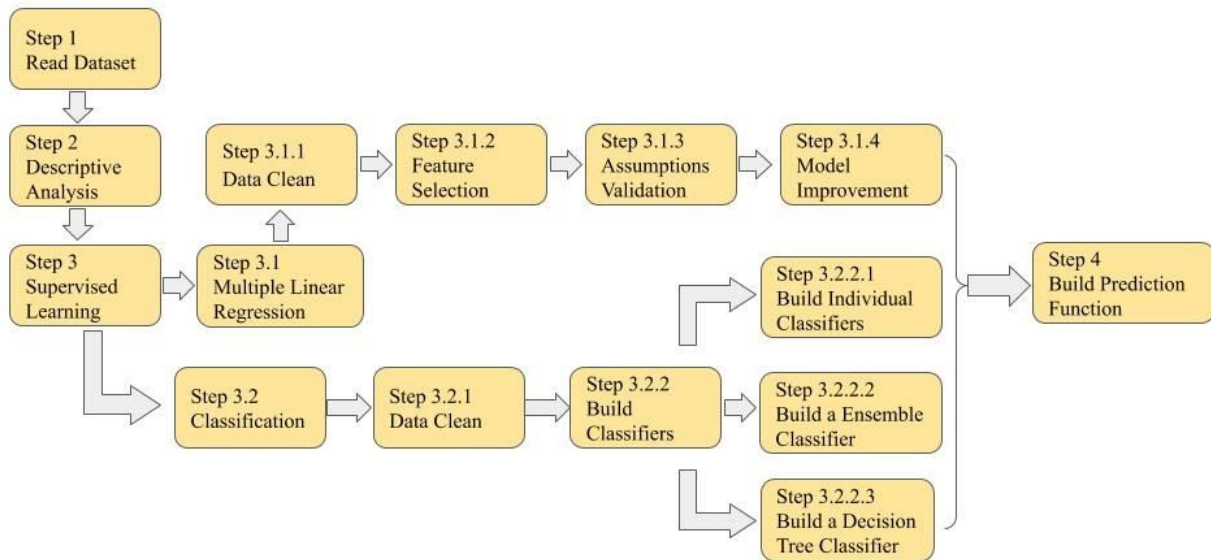 Step 1
Read Dataset
Step 2
Descriptive
Analysis
Step 3
Supervised
Learning
Step 3.1
Multiple Linear
Regression
Step 3.1.1
Data Clean
Step 3.1.2
Feature
Selection
Step 3.1.3
Assumptions
Validation
Step 3.1.4
Model
Improvement
Step 3.2
Classification
Step 3.2.1
Data Clean
Step 3.2.2
Build
Classifiers
Step 3.2.2.1
Build Individual
Classifiers
Step 3.2.2.2
Build a Ensemble
Classifier
Step 3.2.2.3
Build a Decision
Tree Classifier
Step 4
Build Prediction
Function